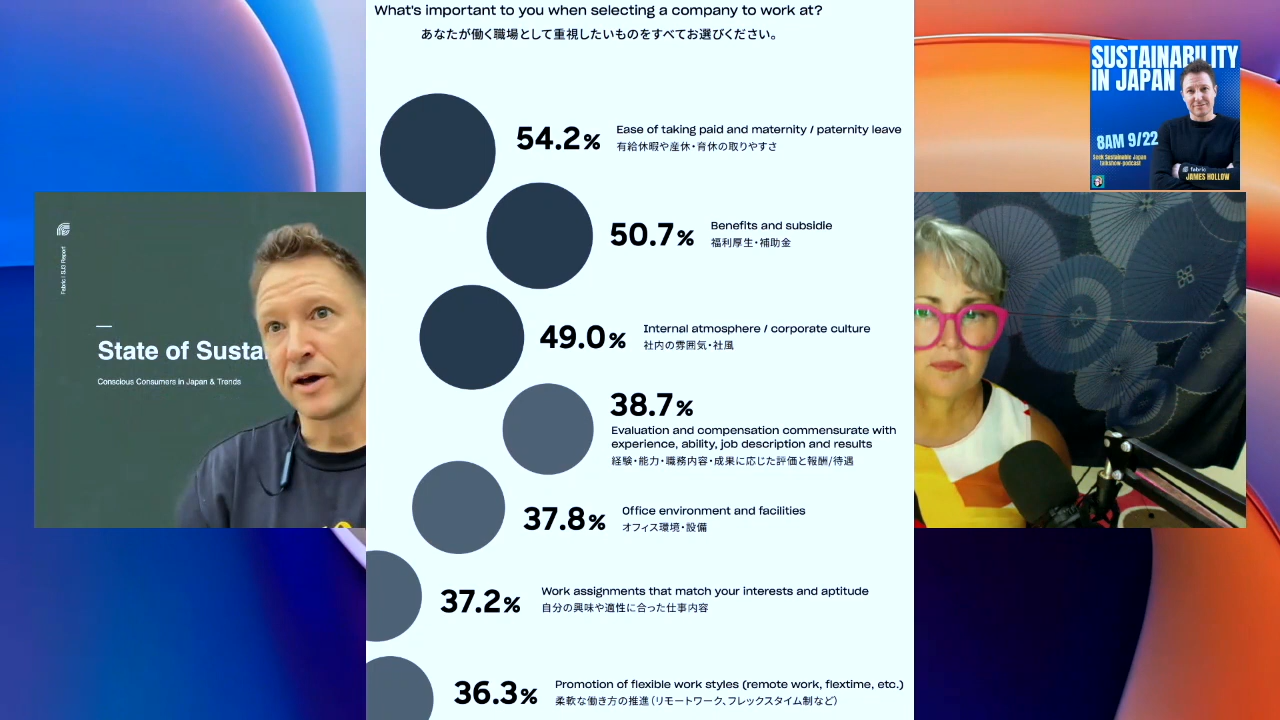 What's important to you when selecting a company to work at?
あなたが働く職場として重視したいものをすべてお選びください。
54.2%
Ease of taking paid and maternity / paternity leave
有給休暇や産休・育休の取りやすさ
50.7%
Benefits and subsidie
福利厚生・補助金
49.0%
Internal atmosphere / corporate culture
社内の雰囲気・社風
38.7%
Evaluation and compensation commensurate with
experience, ability, job description and results
経験・能力・職務内容・成果に応じた評価と報酬/待遇
37.8%
Office environment and facilities
オフィス環境・設備
37.2%
Work assignments that match your interests and aptitude
自分の興味や適性に合った仕事内容
36.3%
Promotion of flexible work styles (remote work, flextime, etc.)
柔軟な働き方の推進(リモートワーク、フレックスタイム制など)
Fabric | SLG Report
State of Susta
Conscious Consumers in Japan & Trends
SUSTAINABILITY
IN JAPAN
8AM 9/22
Seek Sustainable Japan
talkshow-podcast
fabric
JAMES HOLLOW